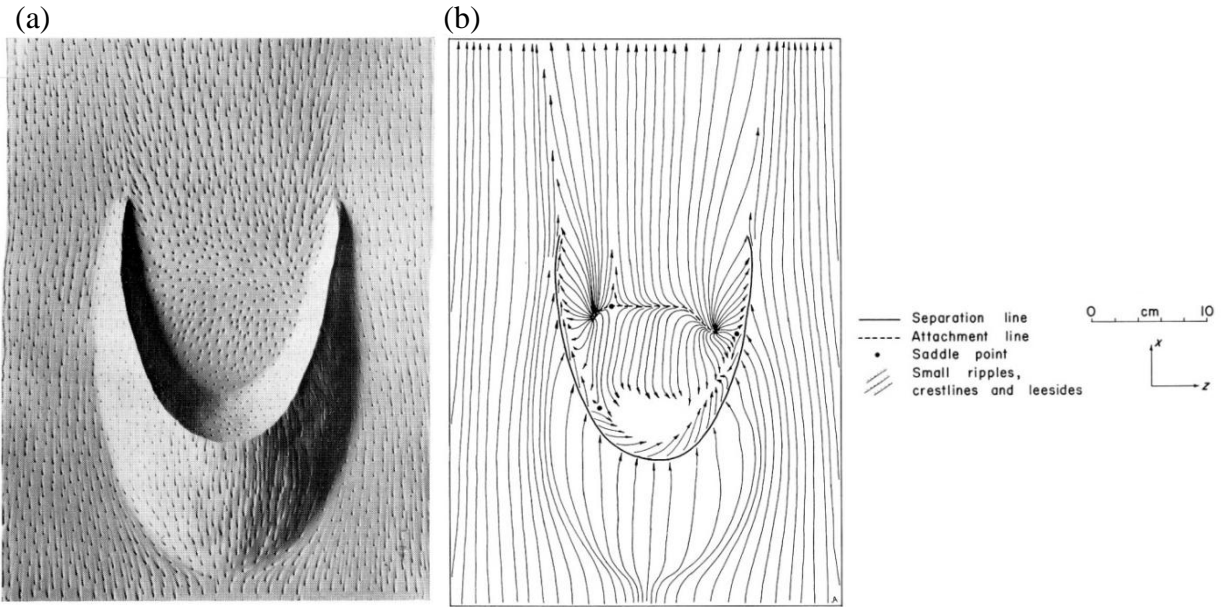 (a)
(b)
Separation line
Attachment line
Saddle point
Small ripples,
crestlines and leesides
0 cm 10
x
z
A